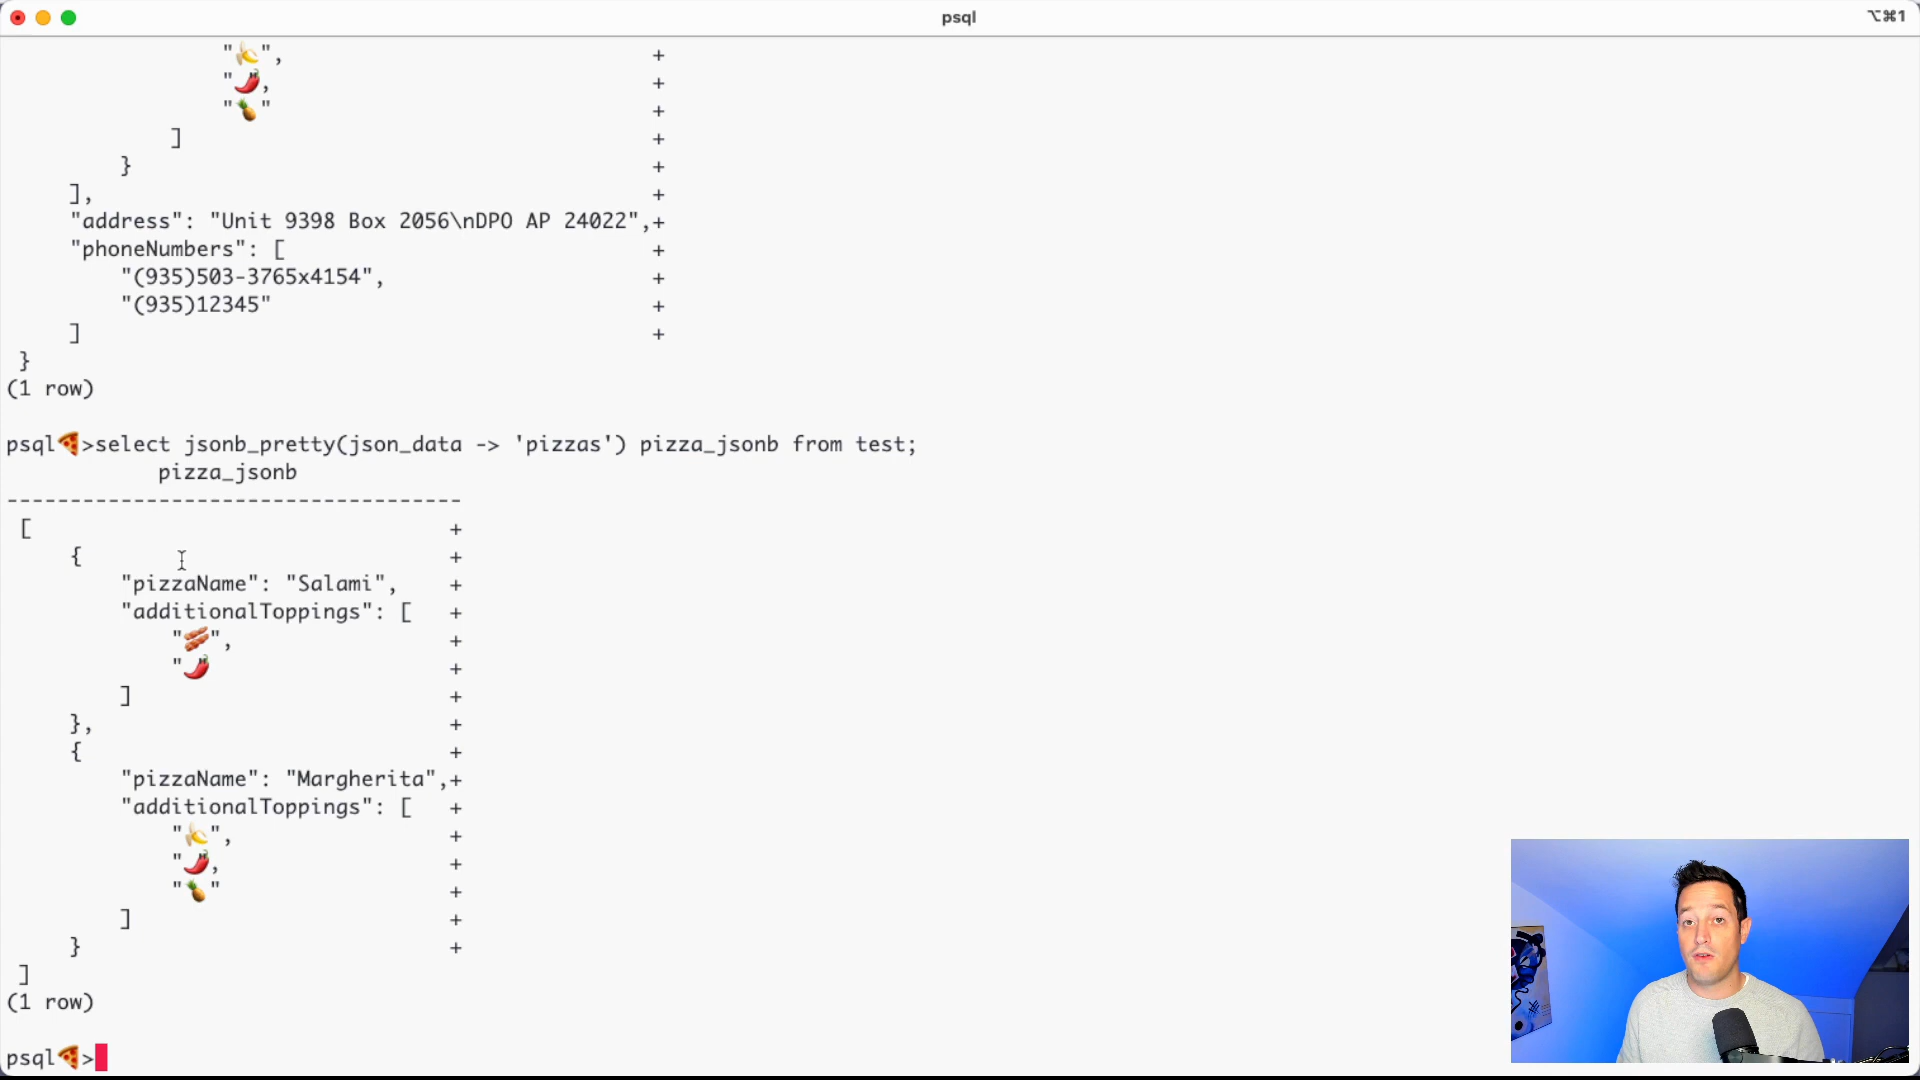 psql
⌥⌘1
"🍌", +
"🌶", +
"🍍" +
] +
} +
], +
"address": "Unit 9398 Box 2056\nDPO AP 24022",+
"phoneNumbers": [ +
"(935)503-3765x4154", +
"(935)12345" +
] +
}
(1 row)
psql🍕>select jsonb_pretty(json_data -> 'pizzas') pizza_jsonb from test;
pizza_jsonb
------------------------------------
[ +
{ +
"pizzaName": "Salami", +
"additionalToppings": [ +
"🥓", +
"🌶 +
] +
}, +
{ +
"pizzaName": "Margherita",+
"additionalToppings": [ +
"🍌", +
"🌶, +
"🍍" +
] +
} +
]
(1 row)
psql🍕>